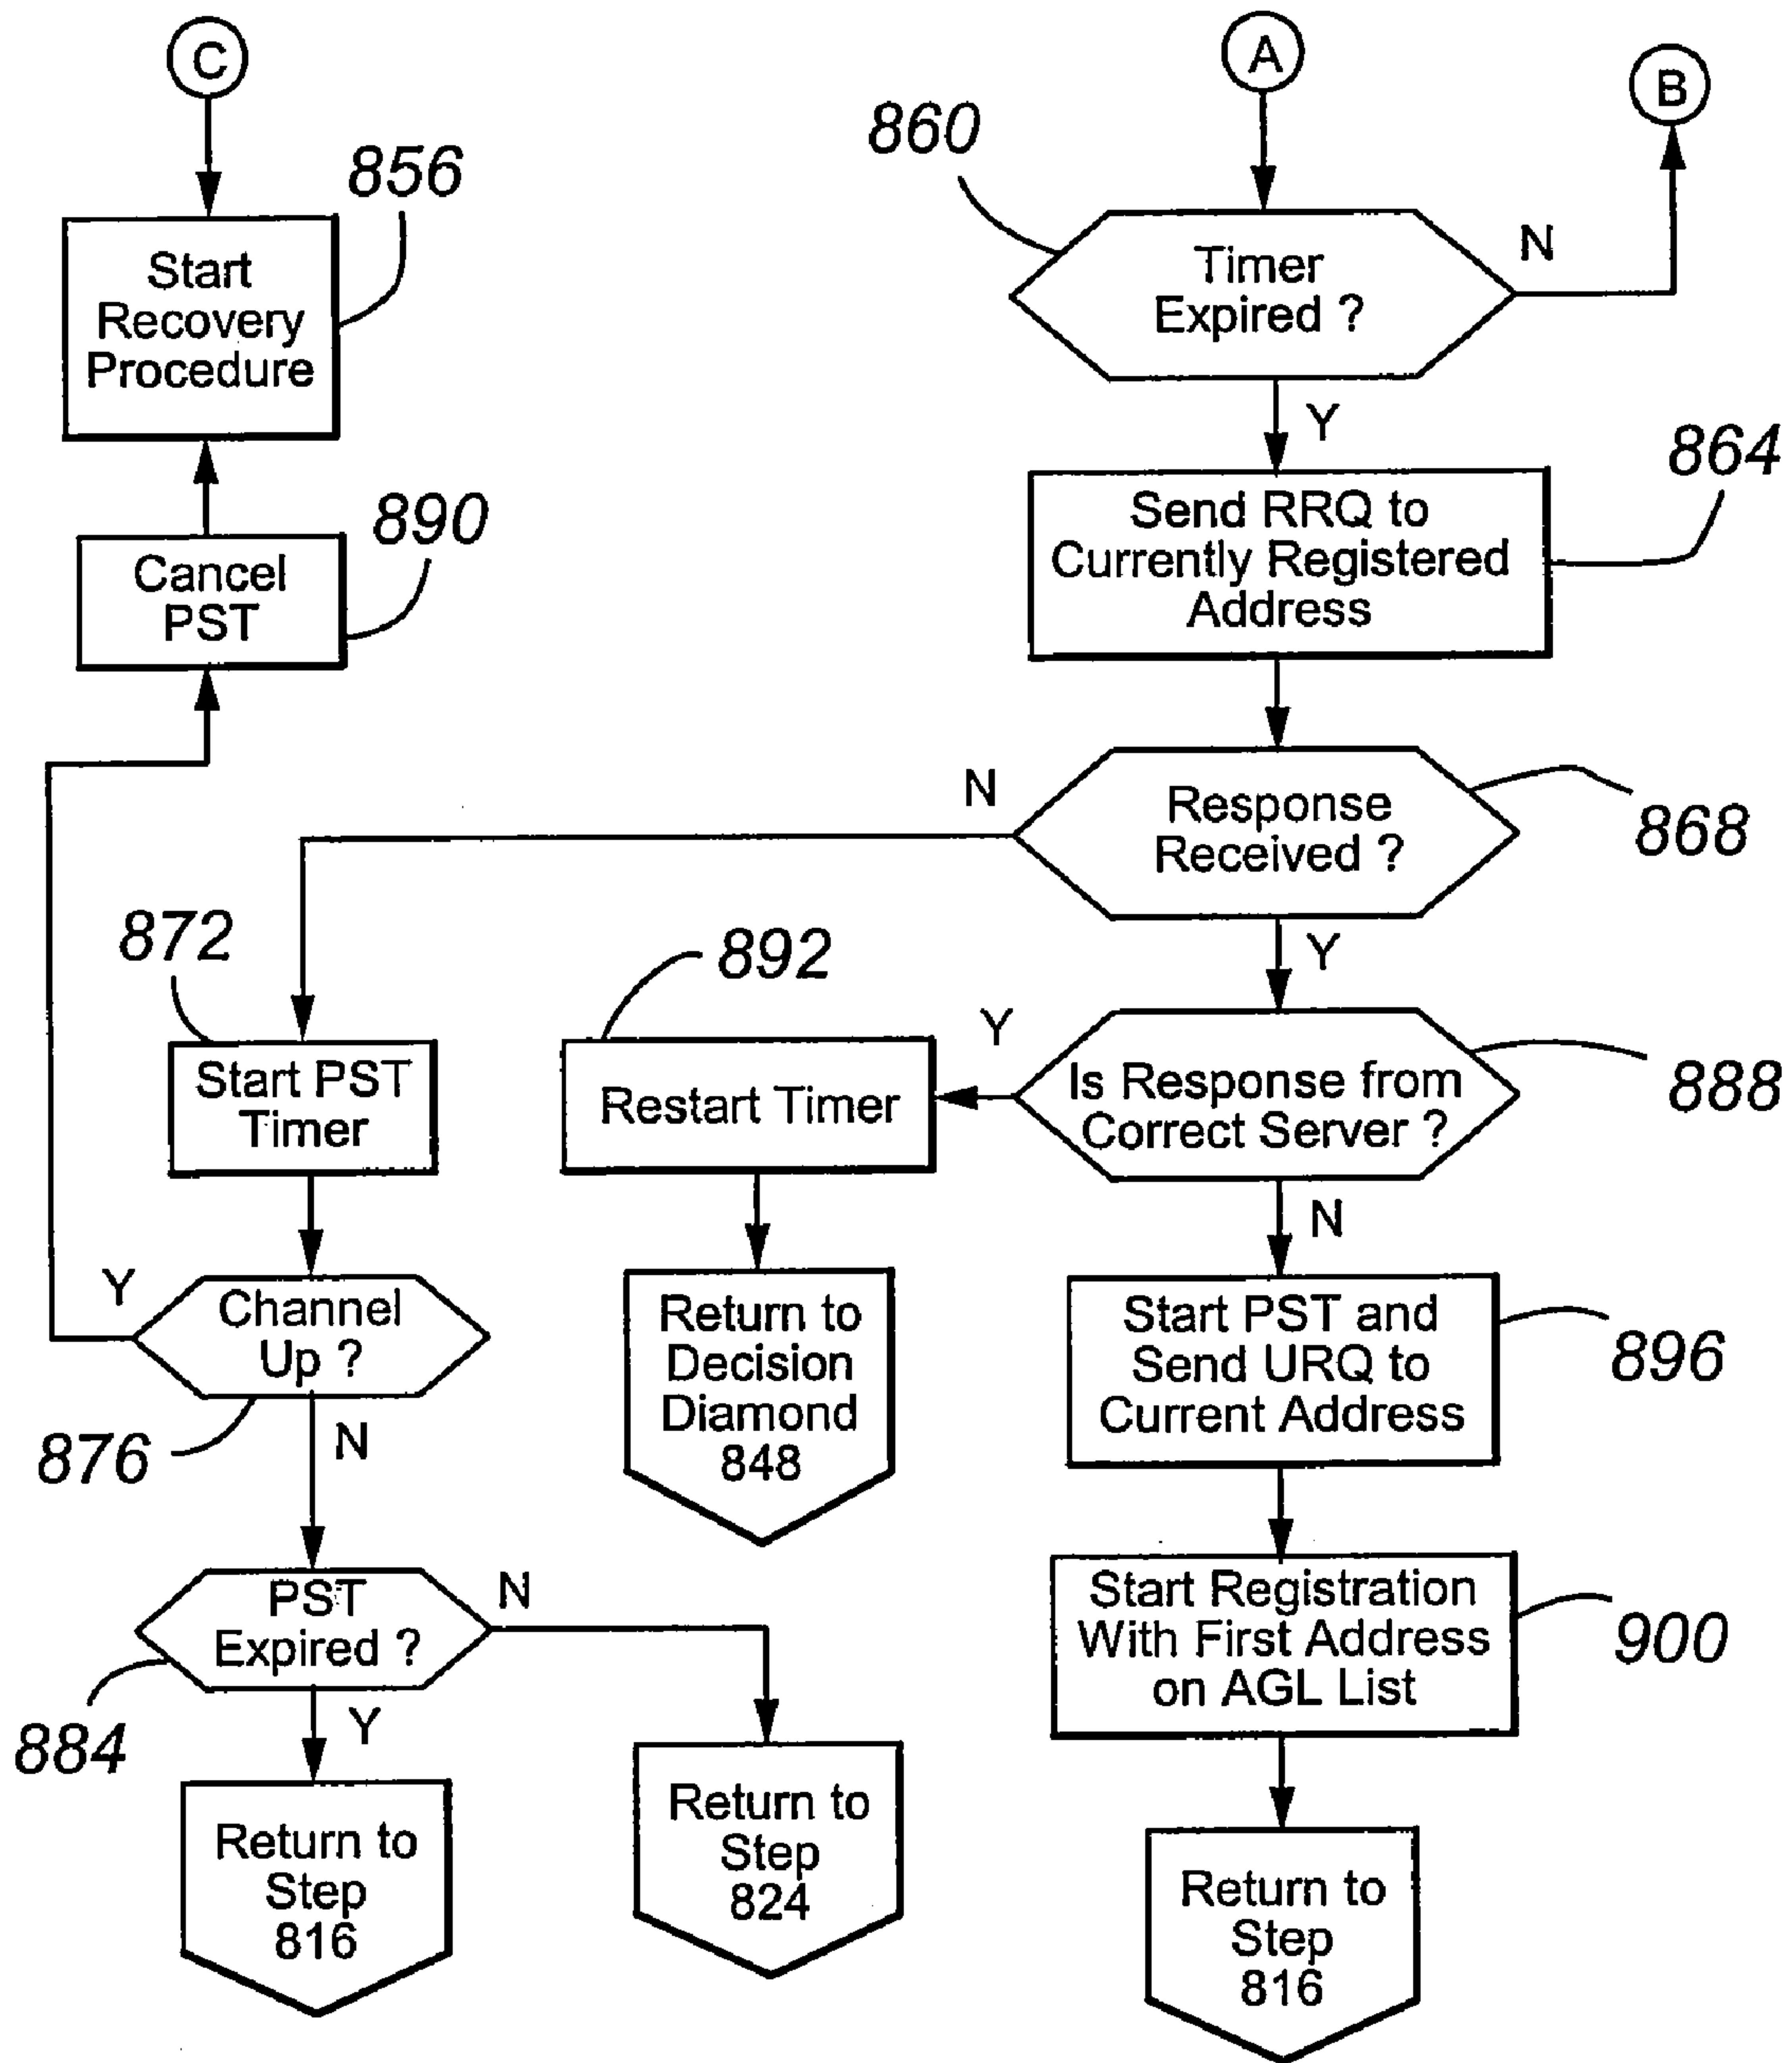 C
856
Start
Recovery
Procedure
890
Cancel
PST
A
B
860
Timer
Expired ?
N
Y
864
Send RRQ to
Currently Registered
Address
868
Response
Received ?
N
Y
872
Start PST
Timer
892
Restart Timer
Y
888
Is Response from
Correct Server ?
N
Y
Channel
Up ?
876
N
Return to
Decision
Diamond
848
Start PST and
Send URQ to
Current Address
896
PST
Expired ?
N
884
Y
Return to
Step
816
Return to
Step
824
Start Registration
With First Address
on AGL List
900
Return to
Step
816